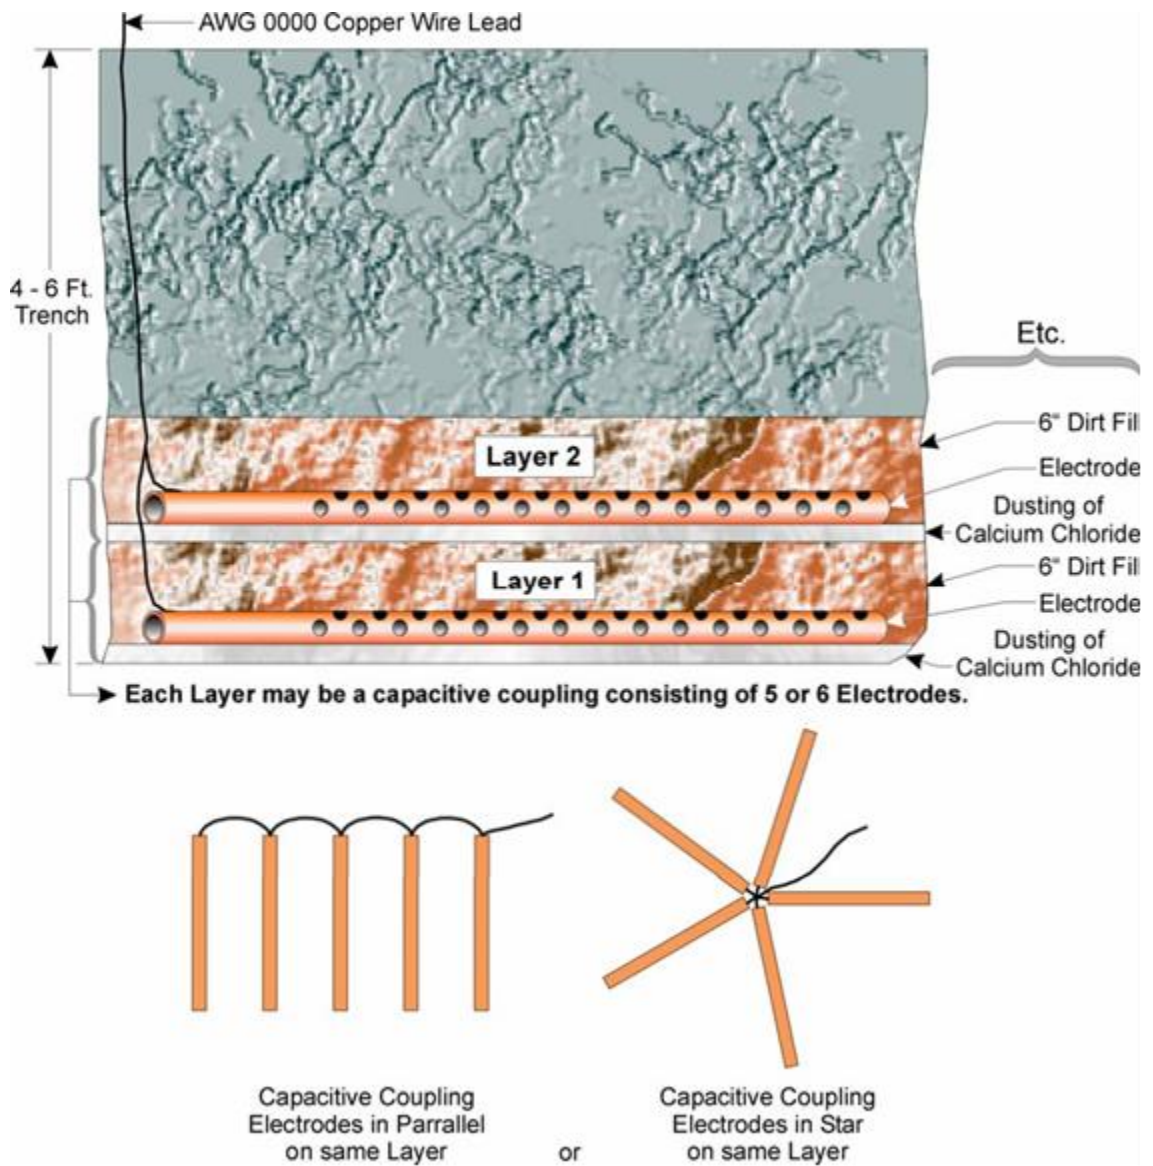 AWG 0000 Copper Wire Lead
4 - 6 Ft.
Trench
Etc.
6“ Dirt Fill
Layer 2
Electrode
Dusting of
Calcium Chloride
6“ Dirt Fill
Layer 1
Electrode
Dusting of
Calcium Chloride
Each Layer may be a capacitive coupling consisting of 5 or 6 Electrodes.
Capacitive Coupling
Electrodes in Parrallel
on same Layer
or
Capacitive Coupling
Electrodes in Star
on same Layer